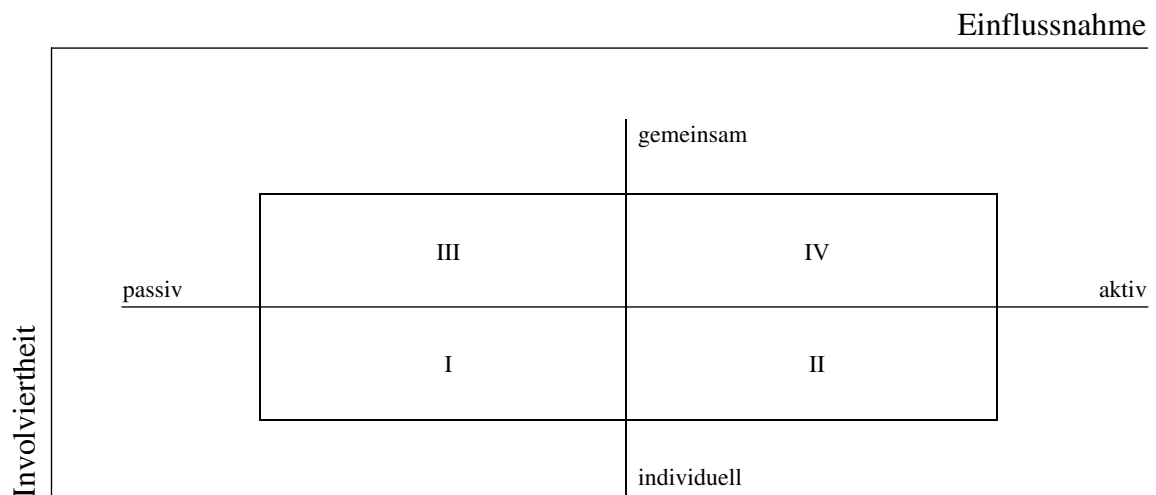 Einflussnahme
gemeinsam
III
IV
passiv
aktiv
I
II
Involviertheit
individuell